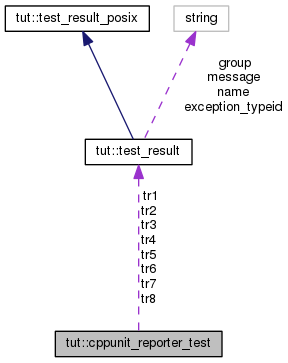 tut::test_result_posix
string
group
message
name
exception_typeid
tut::test_result
tr1
tr2
tr3
tr4
tr5
tr6
tr7
tr8
tut::cppunit_reporter_test